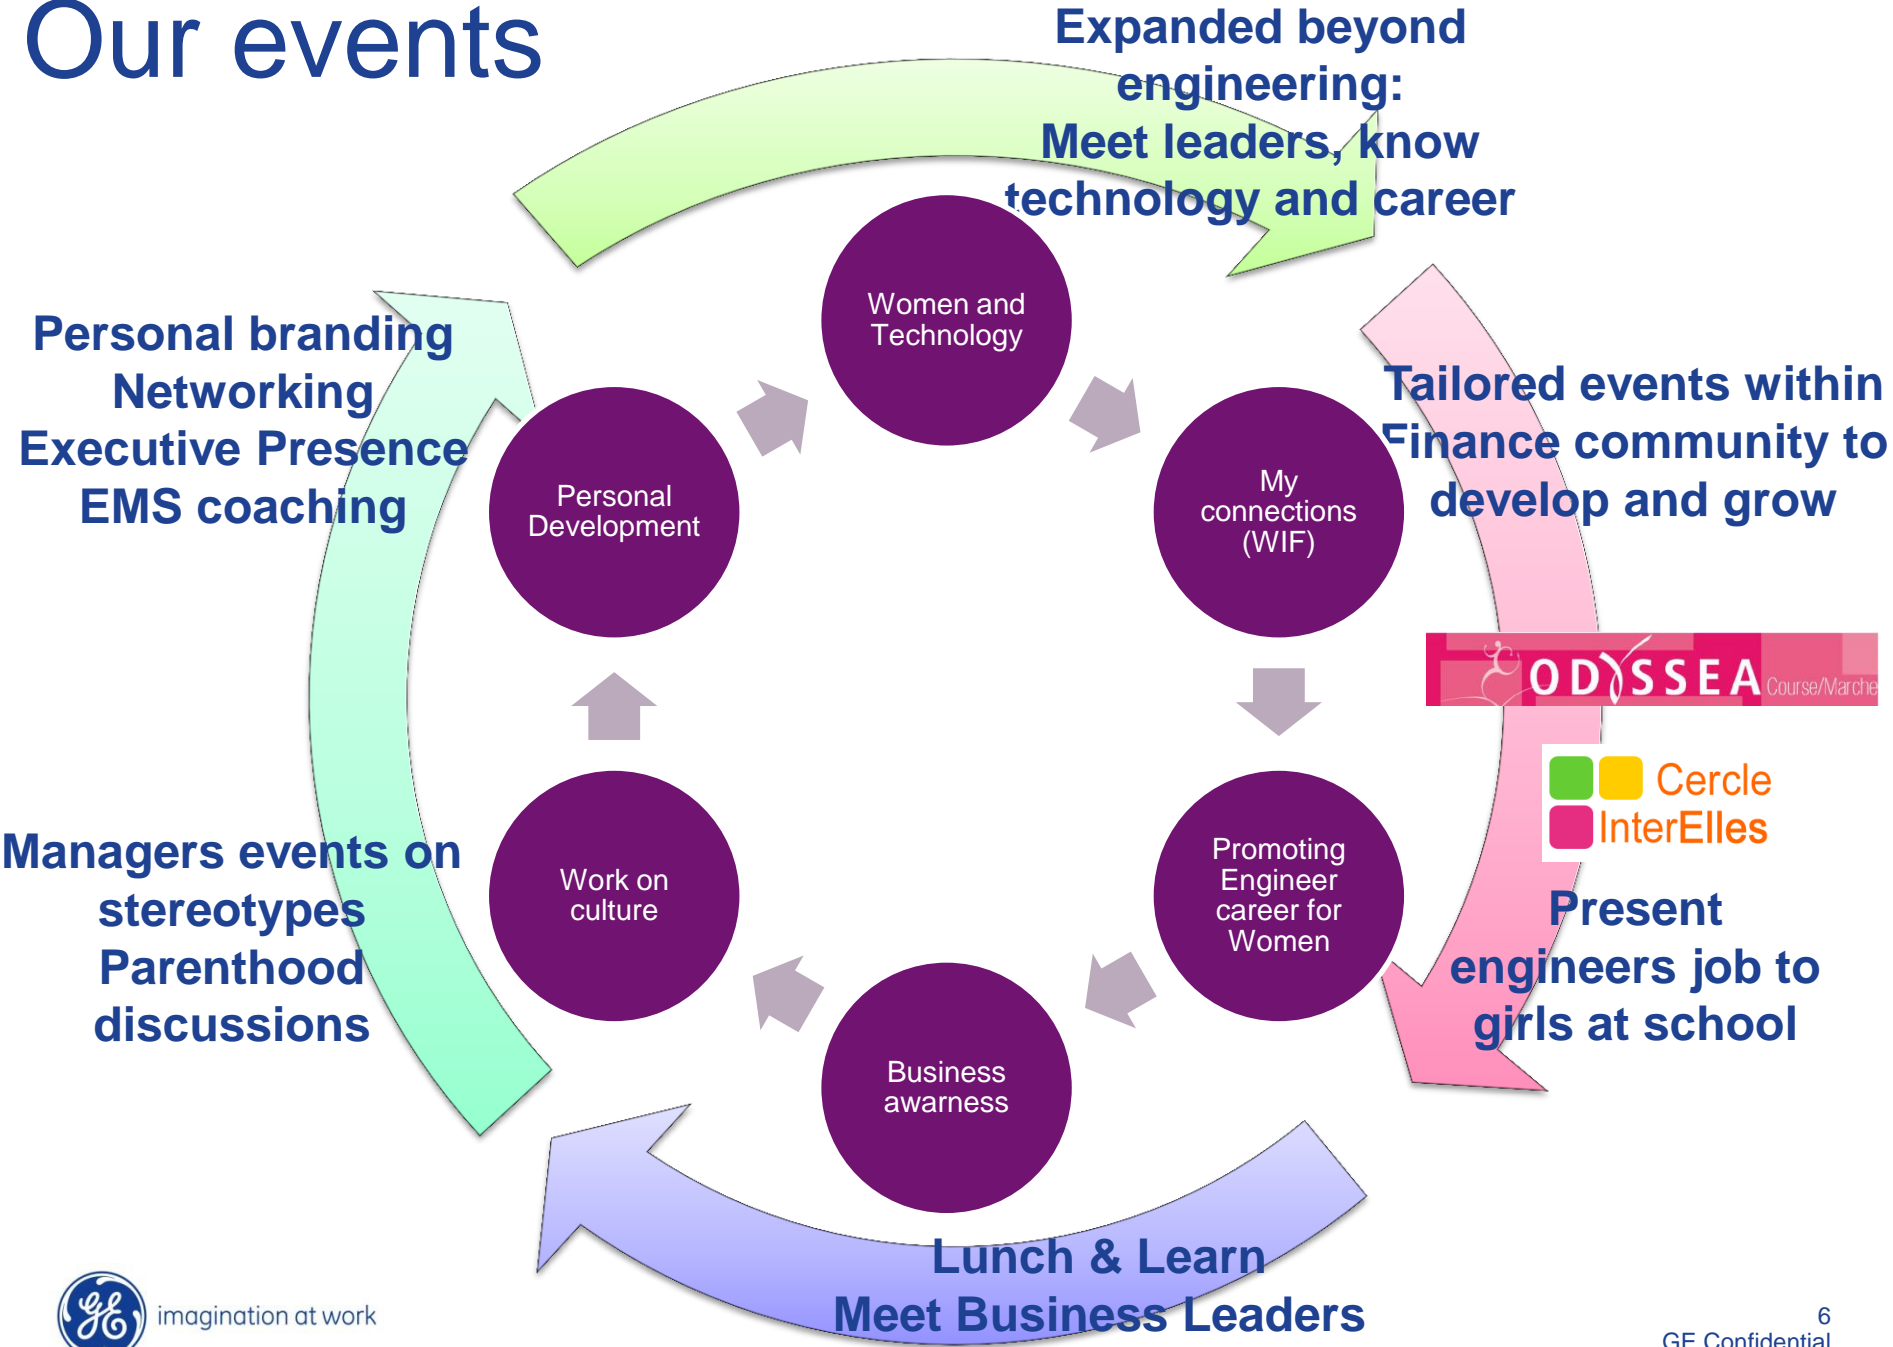 Our events
Expanded beyond
engineering:
Meet leaders, know
technology and career
Women and
Technology
Personal branding
Networking
Executive Presence
EMS coaching
Personal
Development
My
connections
(WIF)
Tailored events within
Finance community to
develop and grow
ODYSSEA Course/Marche
Cercle
InterElles
Managers events on
stereotypes
Parenthood
discussions
Work on
culture
Promoting
Engineer
career for
Women
Present
engineers job to
girls at school
Business
awarness
Lunch & Learn
Meet Business Leaders
GE imagination at work
6
GE Confidential